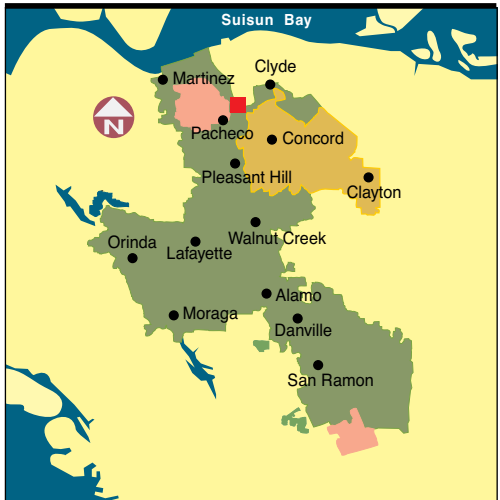 Suisun Bay
Clyde
Martinez
N
Pacheco
Concord
Pleasant Hill
Clayton
Walnut Creek
Orinda
Lafayette
Alamo
Moraga
Danville
San Ramon